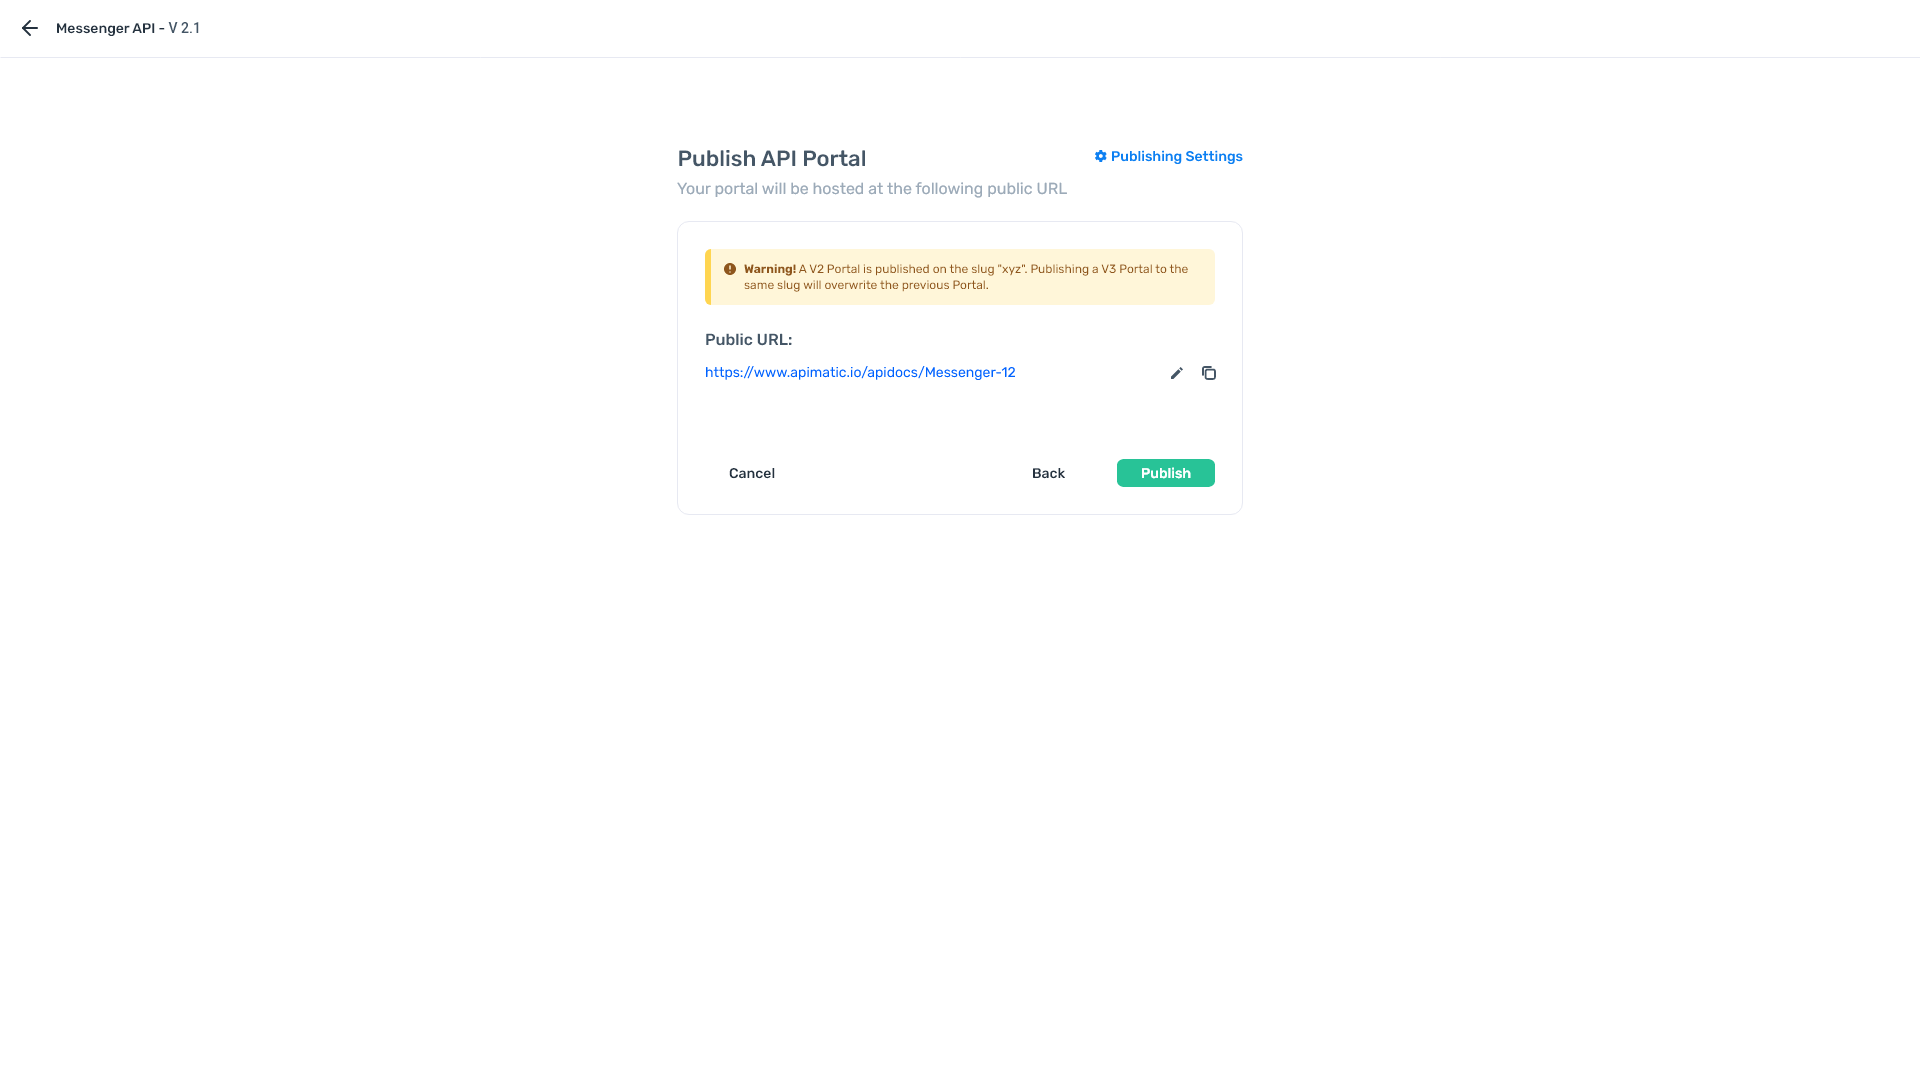 Messenger API - V 2.1
Publish API Portal
Publishing Settings
Your portal will be hosted at the following public URL
Warning! A V2 Portal is published on the slug "xyz". Publishing a V3 Portal to the
same slug will overwrite the previous Portal.
Public URL:
https://www.apimatic.io/apidocs/Messenger-12
Cancel
Back
Publish